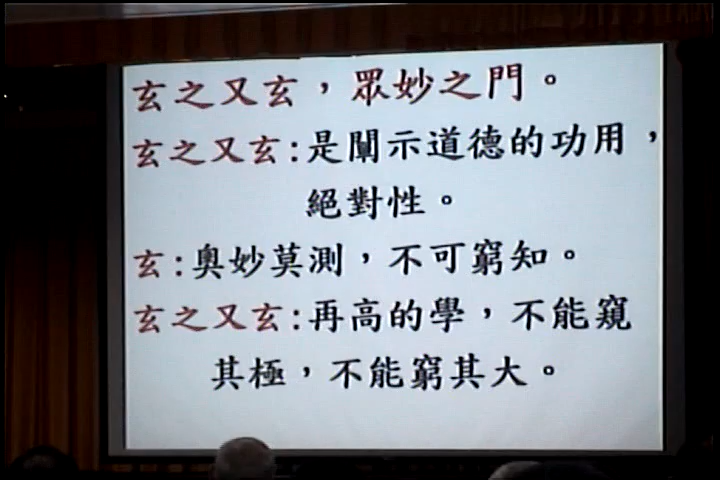 玄之又玄，眾妙之門。
玄之又玄:是闡示道德的功用，
絕對性。
玄:奧妙莫測，不可窮知。
玄之又玄:再高的學，不能窺
其極，不能窮其大。